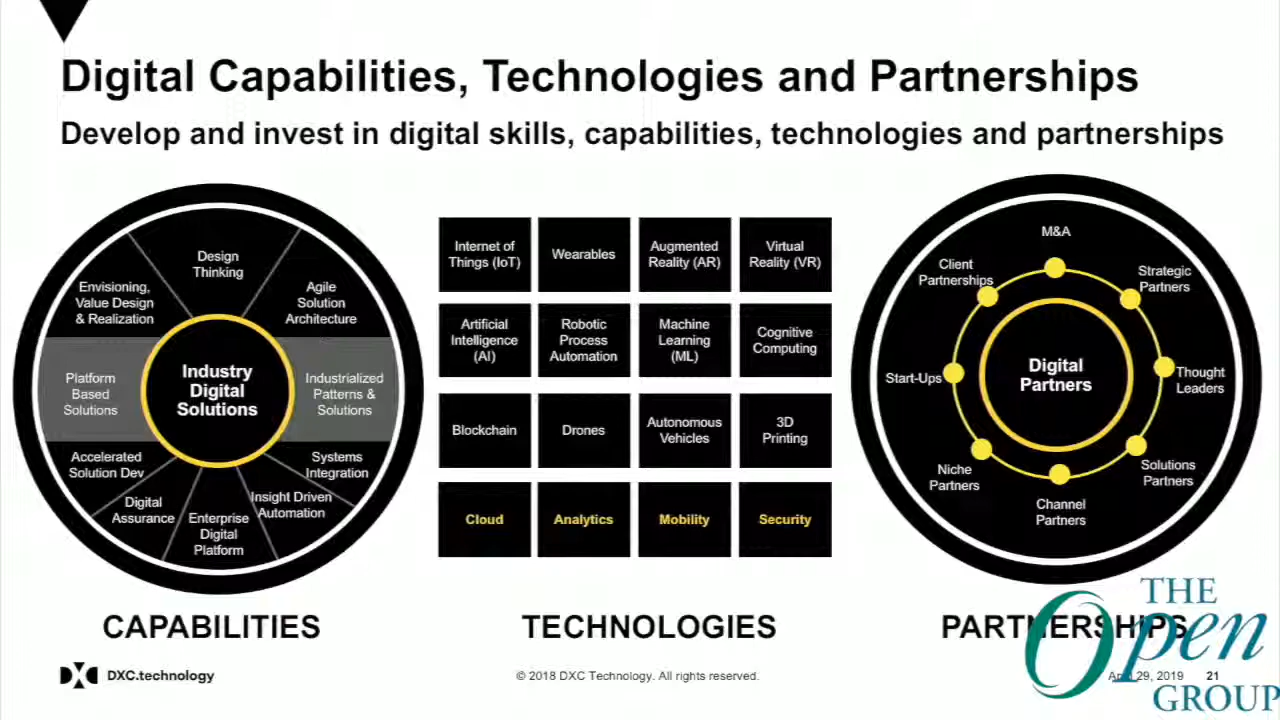 Digital Capabilities, Technologies and Partnerships
Develop and invest in digital skills, capabilities, technologies and partnerships
Design
Thinking
Envisioning,
Value Design
& Realization
Agile
Solution
Architecture
Platform
Based
Solutions
Industry
Digital
Solutions
Industrialized
Patterns &
Solutions
Accelerated
Solution Dev
Systems
Integration
Digital
Assurance
Enterprise
Digital
Platform
Insight Driven
Automation
CAPABILITIES
Internet of
Things (IoT)
Wearables
Augmented
Reality (AR)
Virtual
Reality (VR)
Artificial
Intelligence
(AI)
Robotic
Process
Automation
Machine
Learning
(ML)
Cognitive
Computing
Blockchain
Drones
Autonomous
Vehicles
3D
Printing
Cloud
Analytics
Mobility
Security
TECHNOLOGIES
M&A
Client
Partnerships
Strategic
Partners
Start-Ups
Digital
Partners
Thought
Leaders
Niche
Partners
Solutions
Partners
Channel
Partners
PARTNERSHIPS
DXC.technology
© 2018 DXC Technology. All rights reserved.
April 29, 2019
21
THE
Open
GROUP